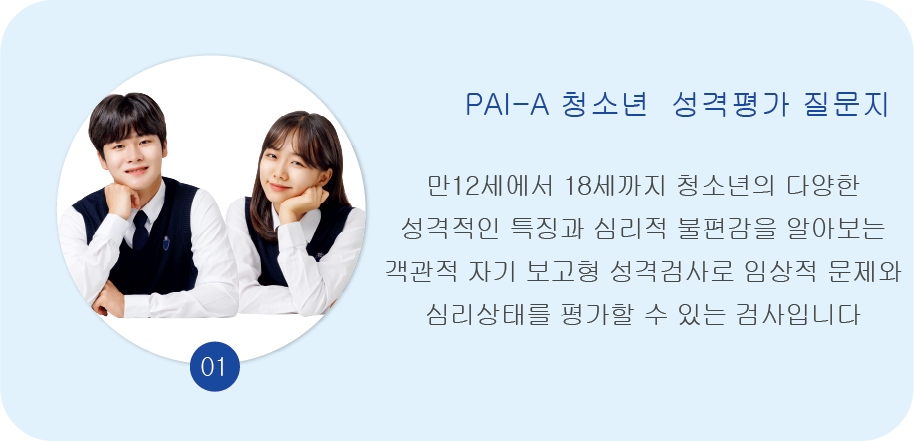 PAI-A 청소년 성격평가 질문지
만12세에서 18세까지 청소년의 다양한
성격적인 특징과 심리적 불편감을 알아보는
객관적 자기 보고형 성격검사로 임상적 문제와
심리상태를 평가할 수 있는 검사입니다
01